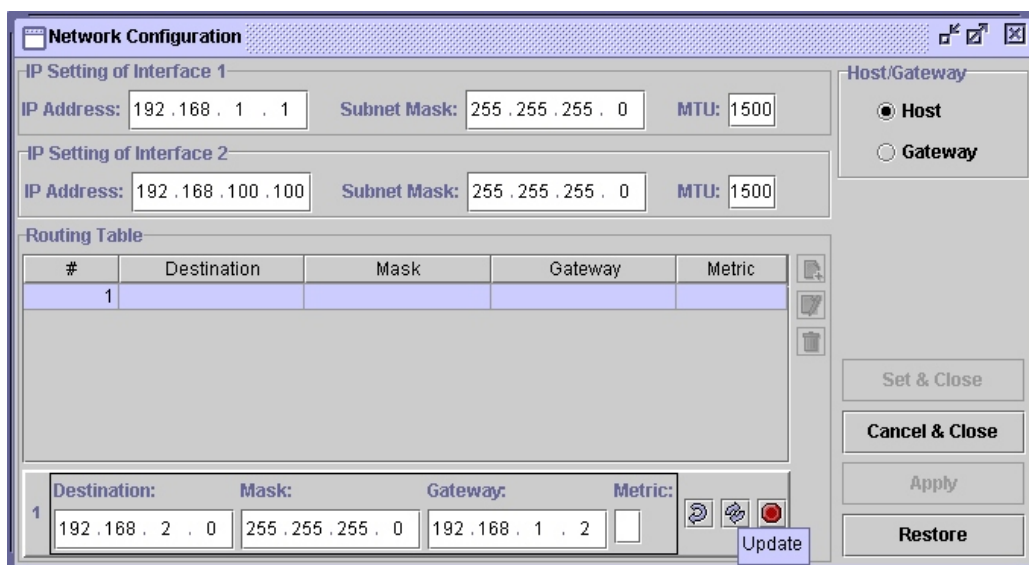 Network Configuration
IP Setting of Interface 1
IP Address: 192 . 168 . 1 . 1 Subnet Mask: 255 . 255 . 255 . 0 MTU: 1500
Host/Gateway
Host
Gateway
IP Setting of Interface 2
IP Address: 192 . 168 . 100 . 100 Subnet Mask: 255 . 255 . 255 . 0 MTU: 1500
Routing Table
# Destination Mask Gateway Metric
1
Set & Close
Cancel & Close
Apply
Restore
Destination: Mask: Gateway: Metric:
1 192 . 168 . 2 . 0 255 . 255 . 255 . 0 192 . 168 . 1 . 2
Update